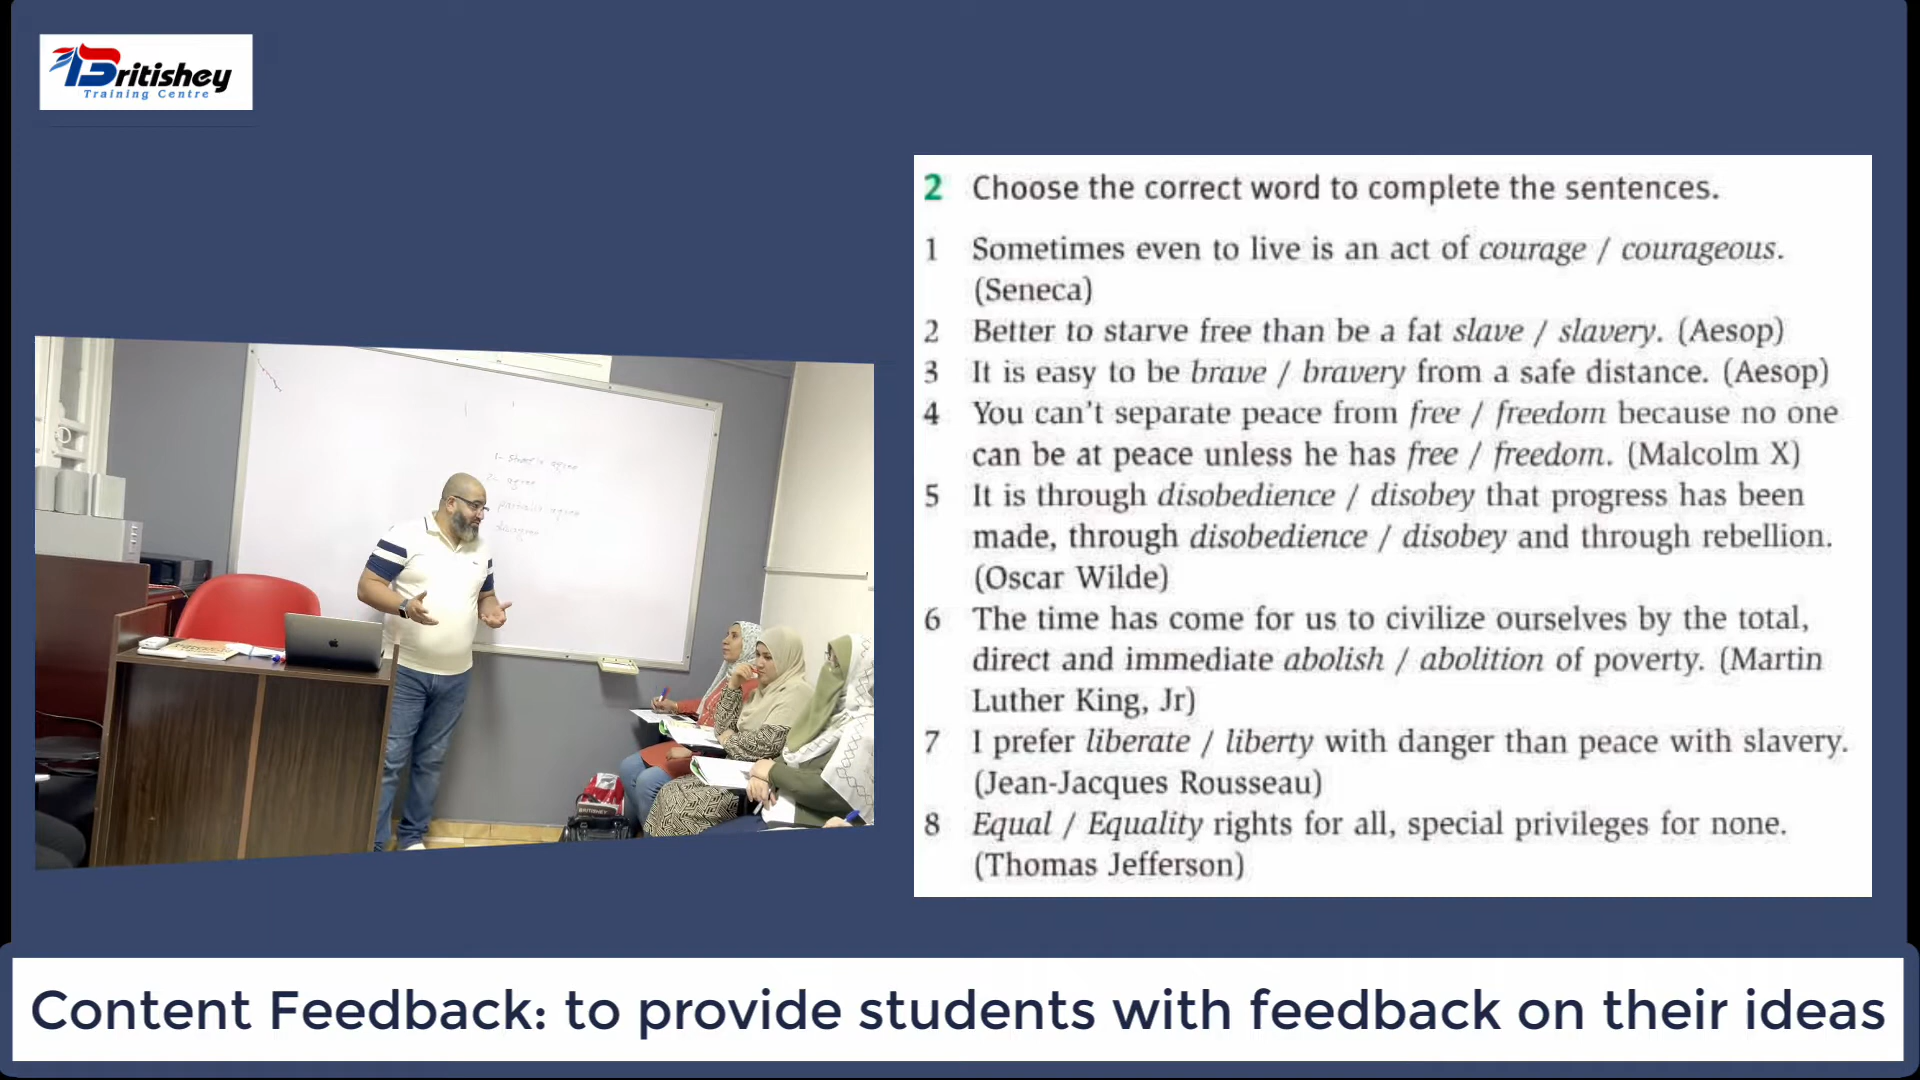 Britishey
Training Centre
2 Choose the correct word to complete the sentences.
1 Sometimes even to live is an act of courage / courageous.
(Seneca)
2 Better to starve free than be a fat slave / slavery. (Aesop)
3 It is easy to be brave / bravery from a safe distance. (Aesop)
4 You can't separate peace from free / freedom because no one
can be at peace unless he has free / freedom. (Malcolm X)
5 It is through disobedience / disobey that progress has been
made, through disobedience / disobey and through rebellion.
(Oscar Wilde)
6 The time has come for us to civilize ourselves by the total,
direct and immediate abolish / abolition of poverty. (Martin
Luther King, Jr)
7 I prefer liberate / liberty with danger than peace with slavery.
(Jean-Jacques Rousseau)
8 Equal / Equality rights for all, special privileges for none.
(Thomas Jefferson)
agree
2- agree
partially agree
disagree
Content Feedback: to provide students with feedback on their ideas